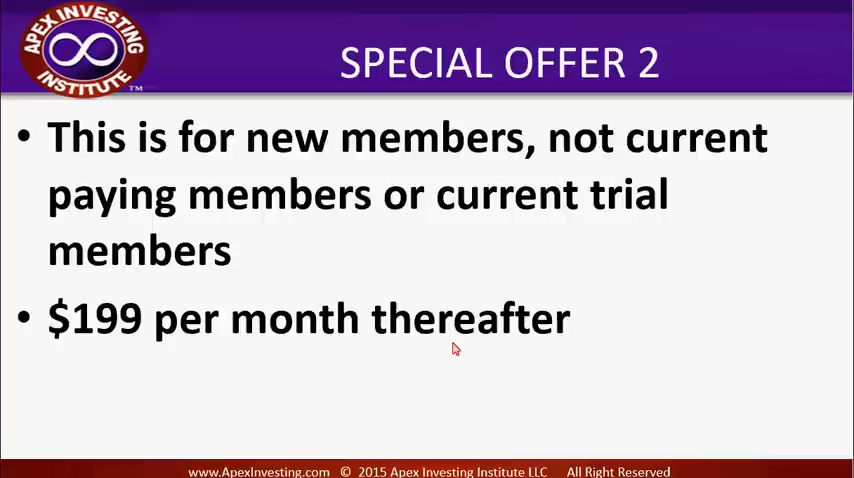 APEX INVESTING
INSTITUTE
TM
SPECIAL OFFER 2
• This is for new members, not current
paying members or current trial
members
• $199 per month thereafter
www.ApexInvesting.com © 2015 Apex Investing Institute LLC All Right Reserved